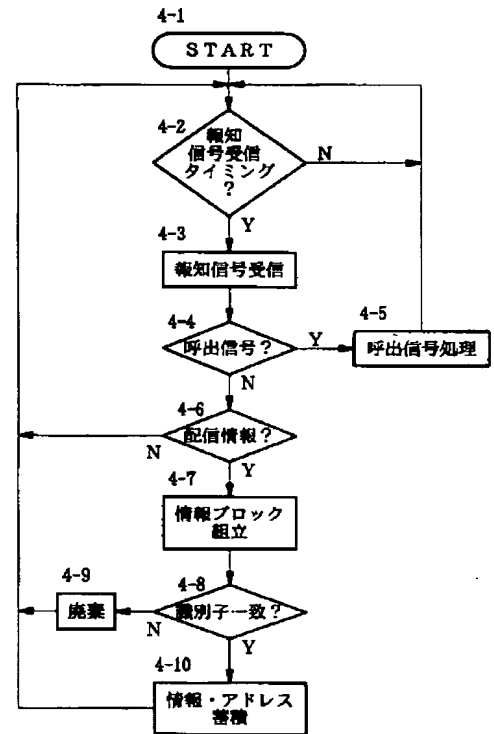 4-1
START
4-2
報知
信号受信
タイミング
?
N
Y
4-3
報知信号受信
4-4
呼出信号?
Y
N
4-5
呼出信号処理
4-6
配信情報?
N
Y
4-7
情報ブロック
組立
4-8
識別子一致?
N
Y
4-9
廃棄
4-10
情報・アドレス
蓄積